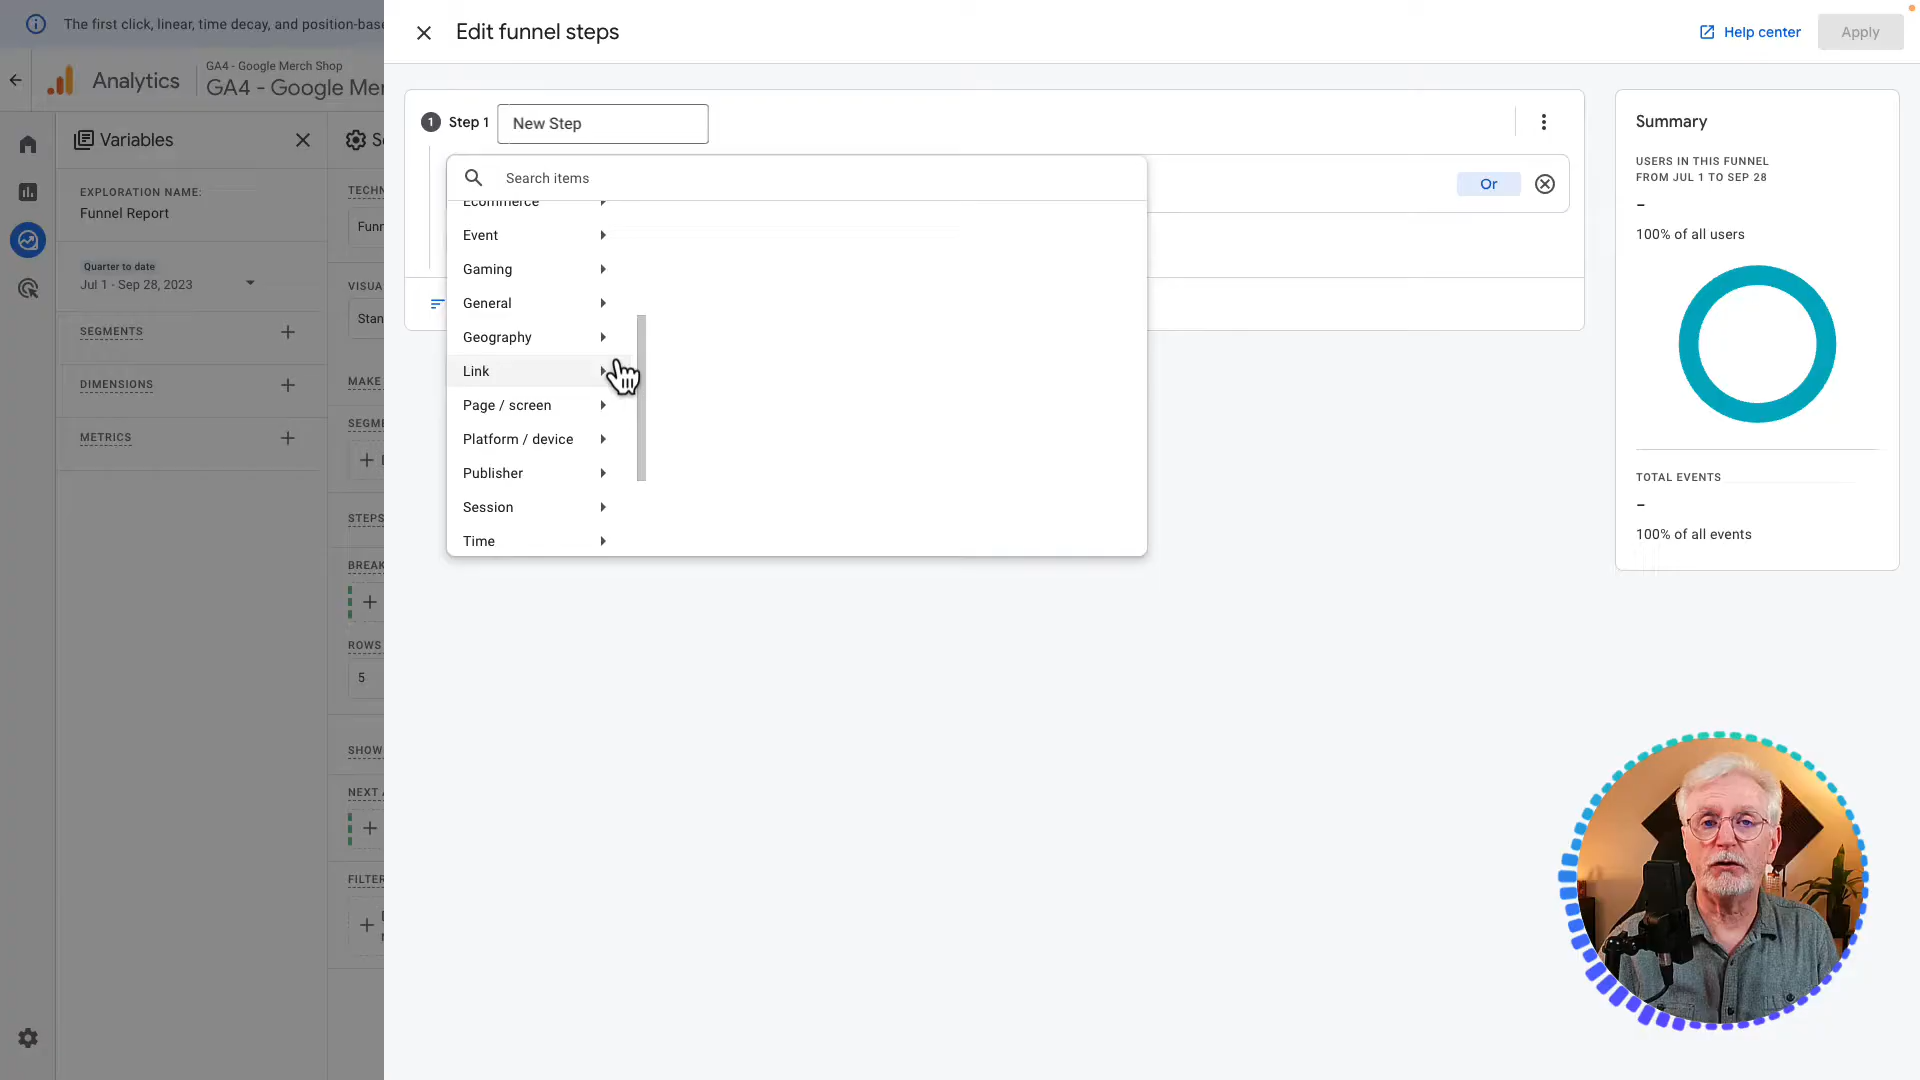 The first click, linear, time decay, and position-base
Analytics
GA4 - Google Merch Shop
GA4 - Google Mer
Variables
EXPLORATION NAME:
Funnel Report
Quarter to date
Jul 1 - Sep 28, 2023
SEGMENTS
DIMENSIONS
METRICS
Se
TECHN
Funn
VISUA
Stan
MAKE
SEGME
STEPS
BREAK
ROWS
5
SHOW
NEXT A
FILTER
Edit funnel steps
Help center
Apply
1 Step 1
New Step
Search items
Ecommerce
Event
Gaming
General
Geography
Link
Page / screen
Platform / device
Publisher
Session
Time
Or
Summary
USERS IN THIS FUNNEL
FROM JUL 1 TO SEP 28
–
100% of all users
TOTAL EVENTS
–
100% of all events